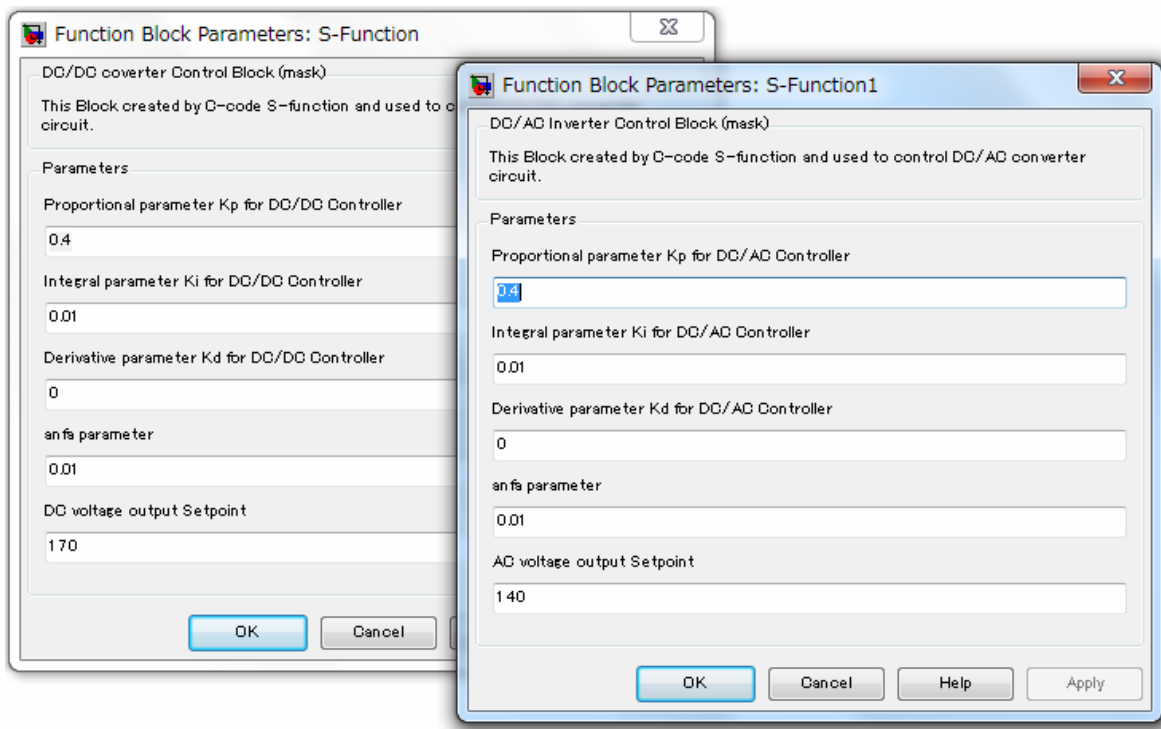 Function Block Parameters: S-Function
DC/DC coverter Control Block (mask)
This Block created by C-code S-function and used to
circuit.
Parameters
Proportional parameter Kp for DC/DC Controller
0.4
Integral parameter Ki for DC/DC Controller
0.01
Derivative parameter Kd for DC/DC Controller
0
anfa parameter
0.01
DC voltage output Setpoint
170
OK
Cancel
Function Block Parameters: S-Function1
DC/AC Inverter Control Block (mask)
This Block created by C-code S-function and used to control DC/AC converter
circuit.
Parameters
Proportional parameter Kp for DC/AC Controller
0.4
Integral parameter Ki for DC/AC Controller
0.01
Derivative parameter Kd for DC/AC Controller
0
anfa parameter
0.01
AC voltage output Setpoint
140
OK
Cancel
Help
Apply